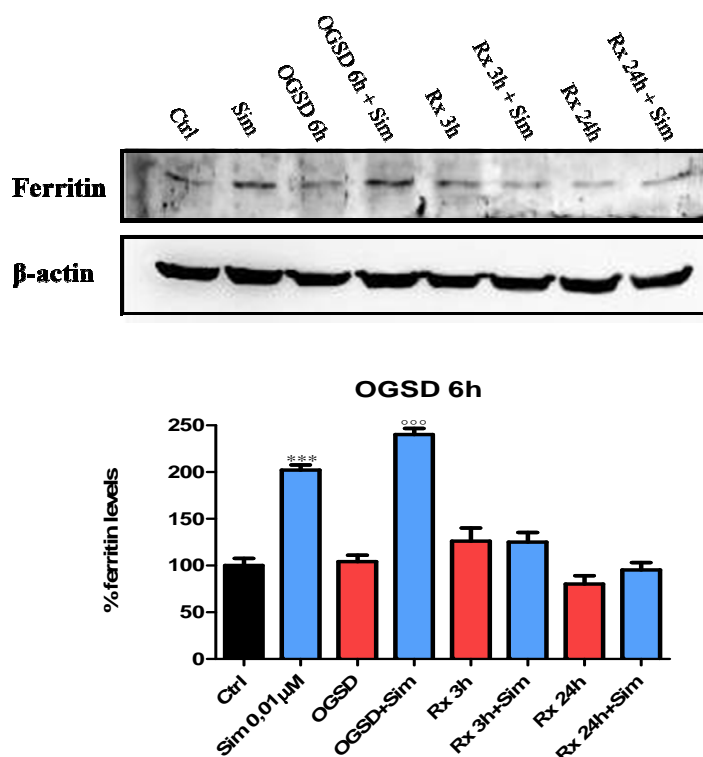 Ctrl
Sim
OGSD 6h
OGSD 6h + Sim
Rx 3h
Rx 3h + Sim
Rx 24h
Rx 24h + Sim
Ferritin
β-actin
OGSD 6h
% ferritin levels
250
200
150
100
50
0
***
°°°
Ctrl
Sim 0,01µM
OGSD
OGSD+Sim
Rx 3h
Rx 3h+Sim
Rx 24h
Rx 24h+Sim